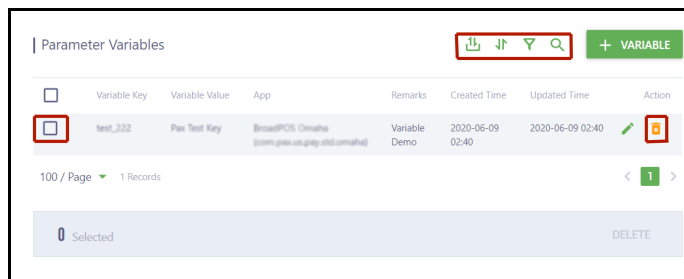 Parameter Variables
+ VARIABLE
Variable Key Variable Value App Remarks Created Time Updated Time Action
test_222 Pax Test Key BroadPOS Omaha Variable 2020-06-09 2020-06-09 02:40
(com.pax.us.pay.std.omaha) Demo 02:40
100 / Page 1 Records < 1 >
0 Selected DELETE